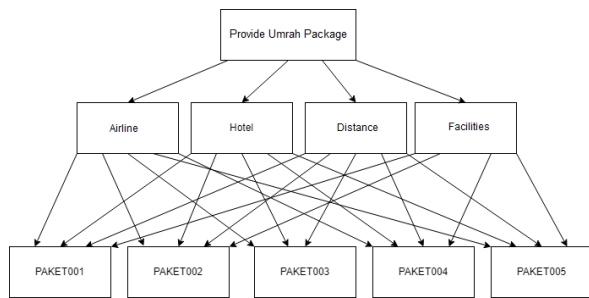 Provide Umrah Package
Airline
Hotel
Distance
Facilities
PAKET001
PAKET002
PAKET003
PAKET004
PAKET005